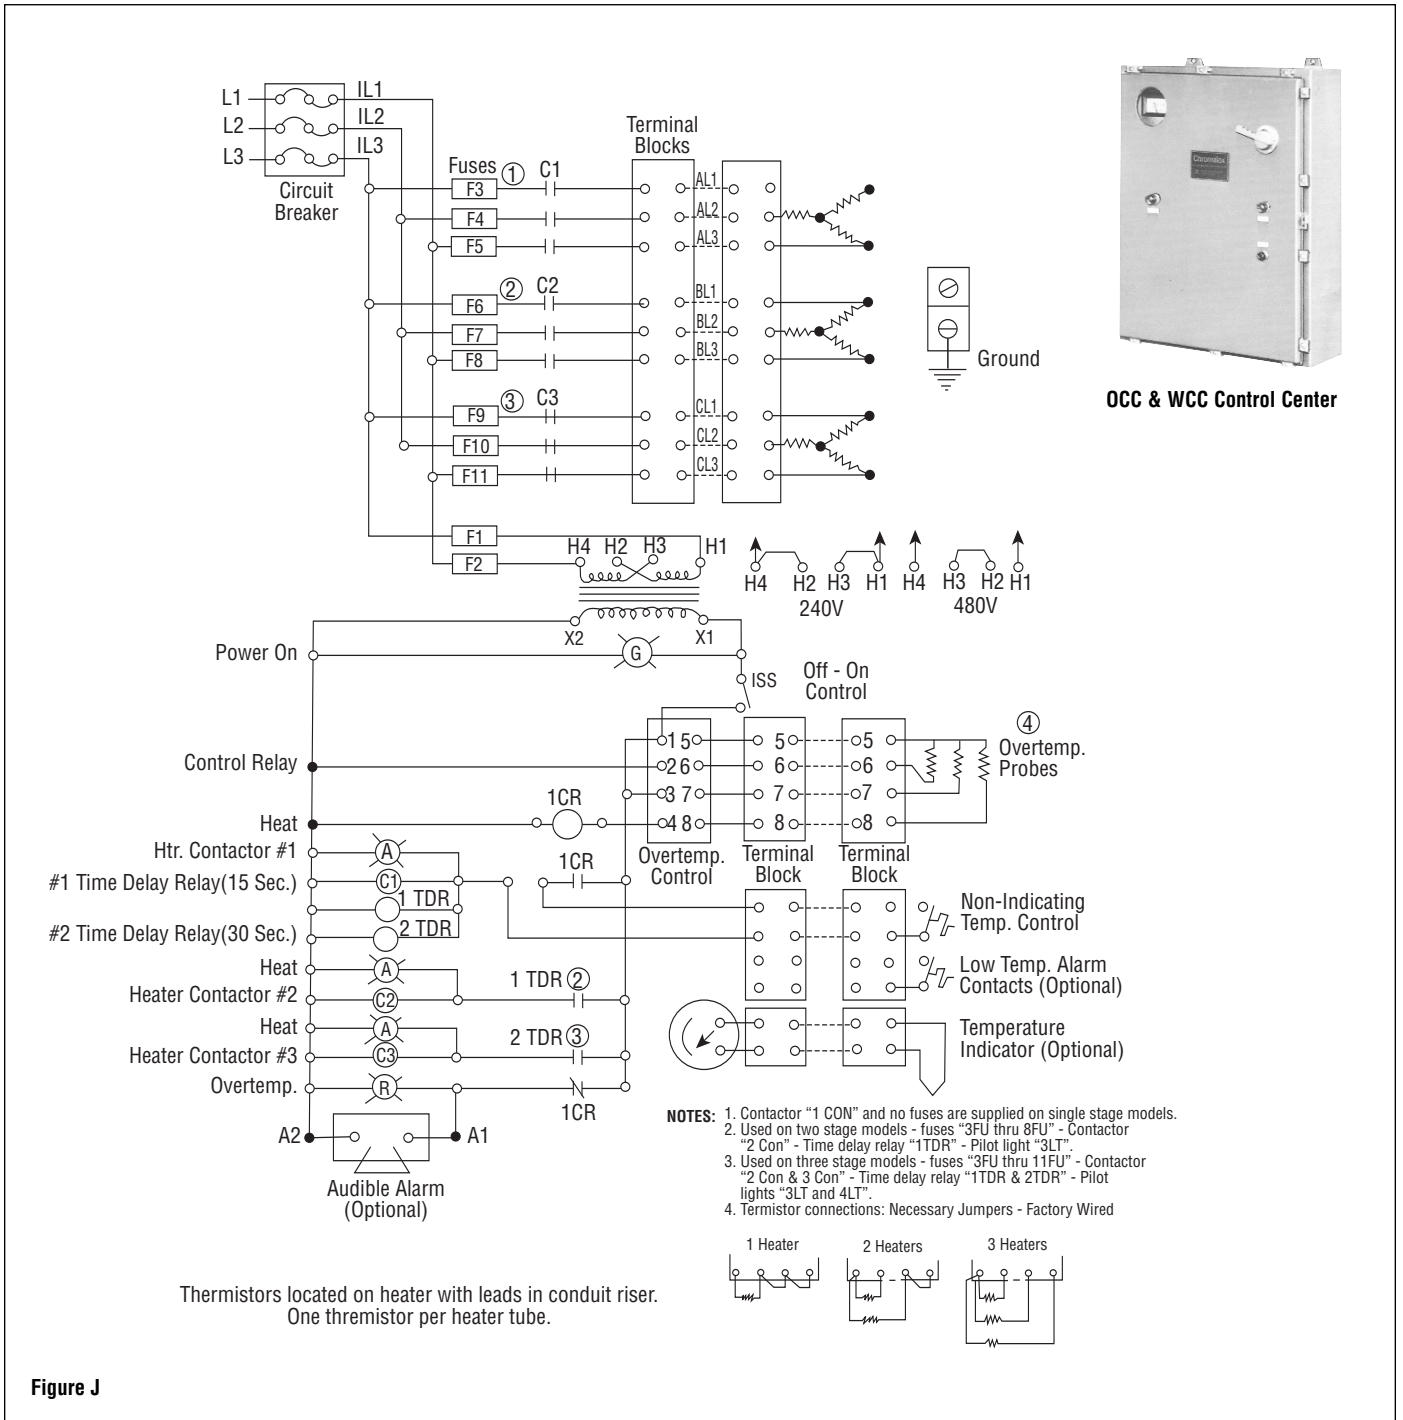 L1
IL1
L2
IL2
L3
IL3
Circuit
Breaker
Fuses
1
C1
F3
F4
F5
2
C2
F6
F7
F8
3
C3
F9
F10
F11
Terminal
Blocks
AL1
AL2
AL3
BL1
BL2
BL3
CL1
CL2
CL3
Ground
Chromalox
OCC & WCC Control Center
F1
F2
H4 H2 H3 H1
X2 X1
H4 H2 H3 H1
240V
H4 H3 H2 H1
480V
Power On
G
ISS
Off - On
Control
4
Overtemp.
Probes
Control Relay
1 5 5 5
2 6 6 6
3 7 7 7
4 8 8 8
1CR
Heat
Overtemp.
Control
Terminal
Block
Terminal
Block
Htr. Contactor #1
A
1CR
#1 Time Delay Relay(15 Sec.)
C1
1 TDR
#2 Time Delay Relay(30 Sec.)
2 TDR
Non-Indicating
Temp. Control
Heat
A
1 TDR 2
Low Temp. Alarm
Contacts (Optional)
Heater Contactor #2
C2
Heat
A
2 TDR 3
Temperature
Indicator (Optional)
Heater Contactor #3
C3
Overtemp.
R
1CR
A2
A1
Audible Alarm
(Optional)
NOTES: 1. Contactor “1 CON” and no fuses are supplied on single stage models.
2. Used on two stage models - fuses “3FU thru 8FU” - Contactor
“2 Con” - Time delay relay “1TDR” - Pilot light “3LT”.
3. Used on three stage models - fuses “3FU thru 11FU” - Contactor
“2 Con & 3 Con” - Time delay relay “1TDR & 2TDR” - Pilot
lights “3LT and 4LT”.
4. Termistor connections: Necessary Jumpers - Factory Wired
1 Heater
2 Heaters
3 Heaters
Thermistors located on heater with leads in conduit riser.
One thremistor per heater tube.
Figure J